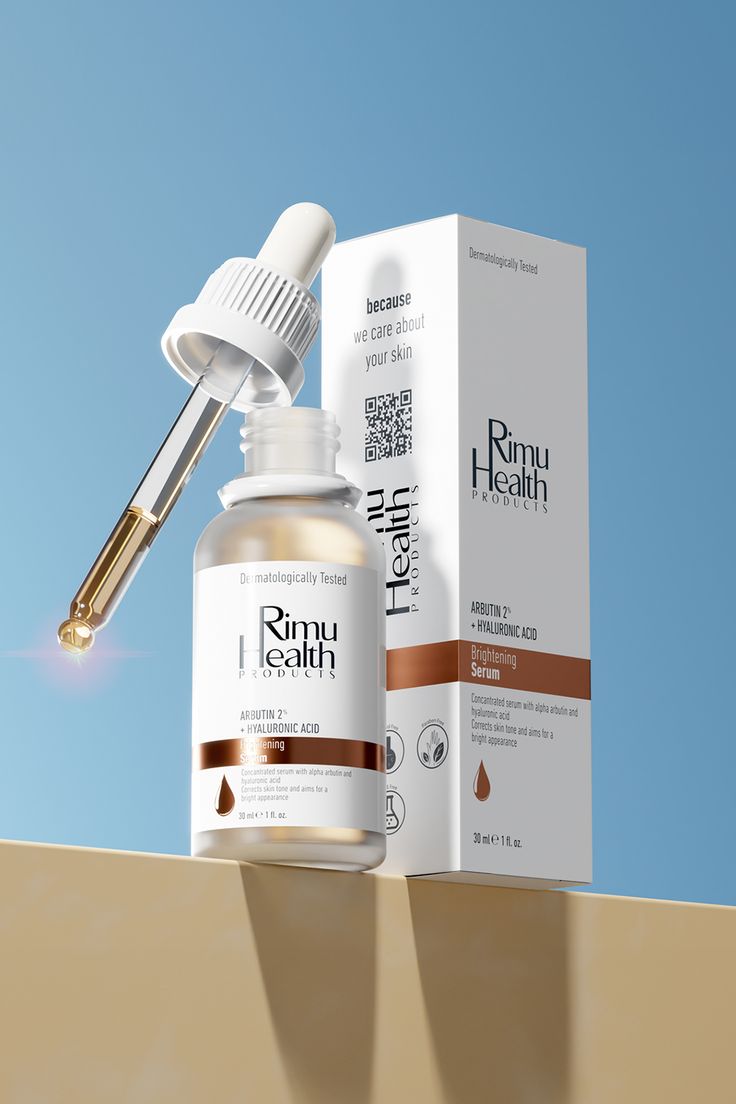 Dermatologically Tested
because
we care about
your skin
Rimu
Health
PRODUCTS
Health
PRODUCTS
ARBUTIN 2%
+ HYALURONIC ACID
Brightening
Serum
Concantrated serum with alpha arbutin and
hyaluronic acid
Corrects skin tone and aims for a
bright appearance
30 ml ℮ 1 fl. oz.
Paraben Free
Free
Dermatologically Tested
Rimu
Health
PRODUCTS
ARBUTIN 2%
+ HYALURONIC ACID
Brightening
Serum
Concantrated serum with alpha arbutin and
hyaluronic acid
Corrects skin tone and aims for a
bright appearance
30 ml ℮ 1 fl. oz.